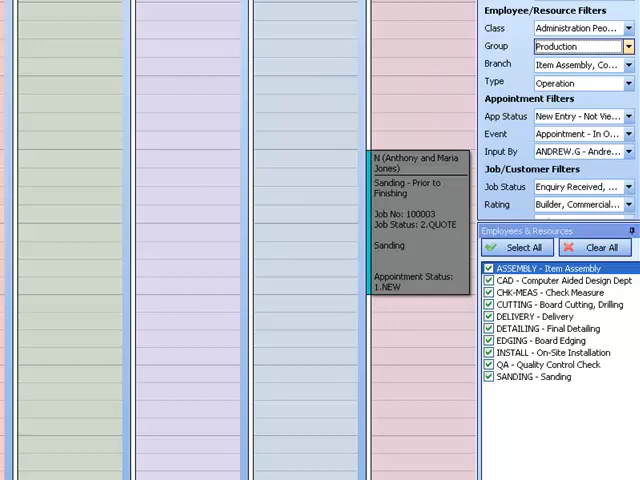 N (Anthony and Maria
Jones)
Sanding - Prior to
Finishing
Job No: 100003
Job Status: 2.QUOTE
Sanding
Appointment Status:
1.NEW
Employee/Resource Filters
Class Administration Peo...
Group Production
Branch Item Assembly, Co...
Type Operation
Appointment Filters
App Status New Entry - Not Vie...
Event Appointment - In O...
Input By ANDREW.G - Andre...
Job/Customer Filters
Job Status Enquiry Received, ...
Rating Builder, Commercial...
Employees & Resources
Select All Clear All
ASSEMBLY - Item Assembly
CAD - Computer Aided Design Dept
CHK-MEAS - Check Measure
CUTTING - Board Cutting, Drilling
DELIVERY - Delivery
DETAILING - Final Detailing
EDGING - Board Edging
INSTALL - On-Site Installation
QA - Quality Control Check
SANDING - Sanding